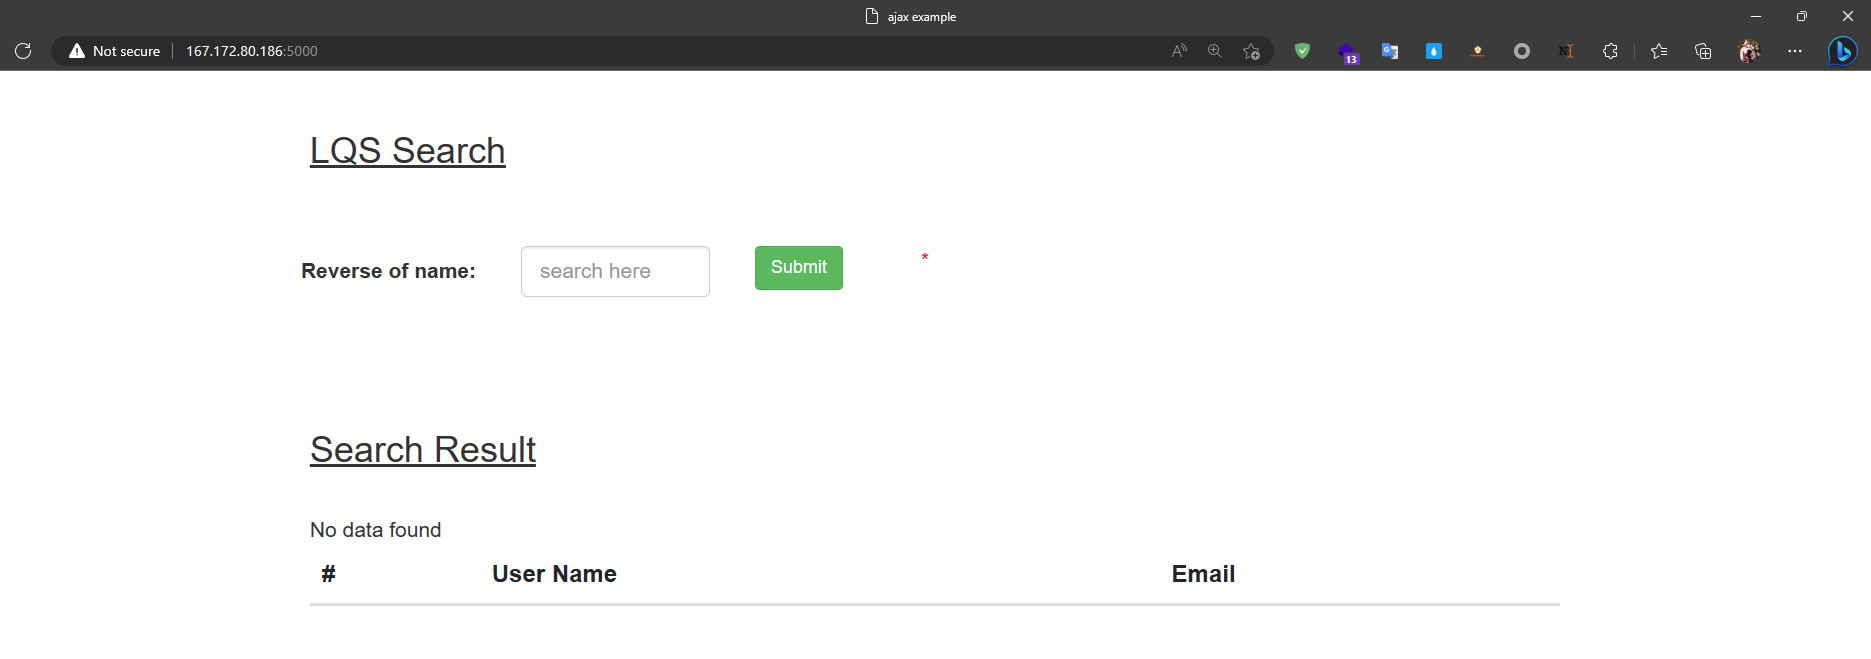 ajax example
Not secure 167.172.80.186:5000
13
LQS Search
Reverse of name: search here Submit *
Search Result
No data found
# User Name Email